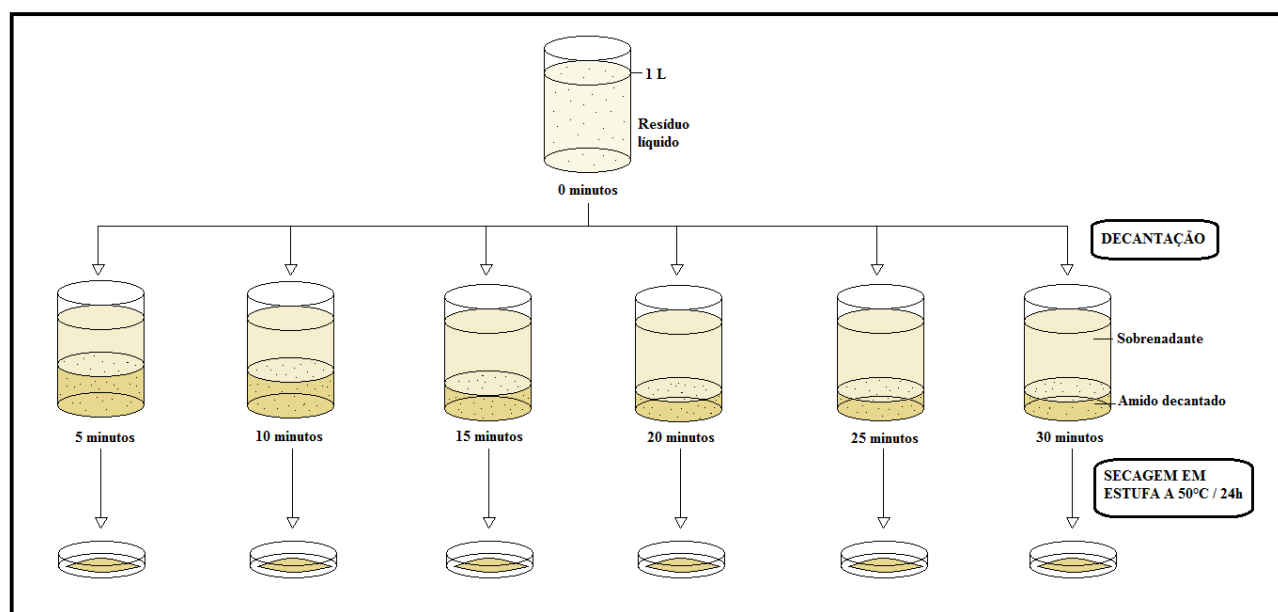 1 L
Resíduo
líquido
0 minutos
DECANTAÇÃO
Sobrenadante
Amido decantado
5 minutos
10 minutos
15 minutos
20 minutos
25 minutos
30 minutos
SECAGEM EM
ESTUFA A 50°C / 24h